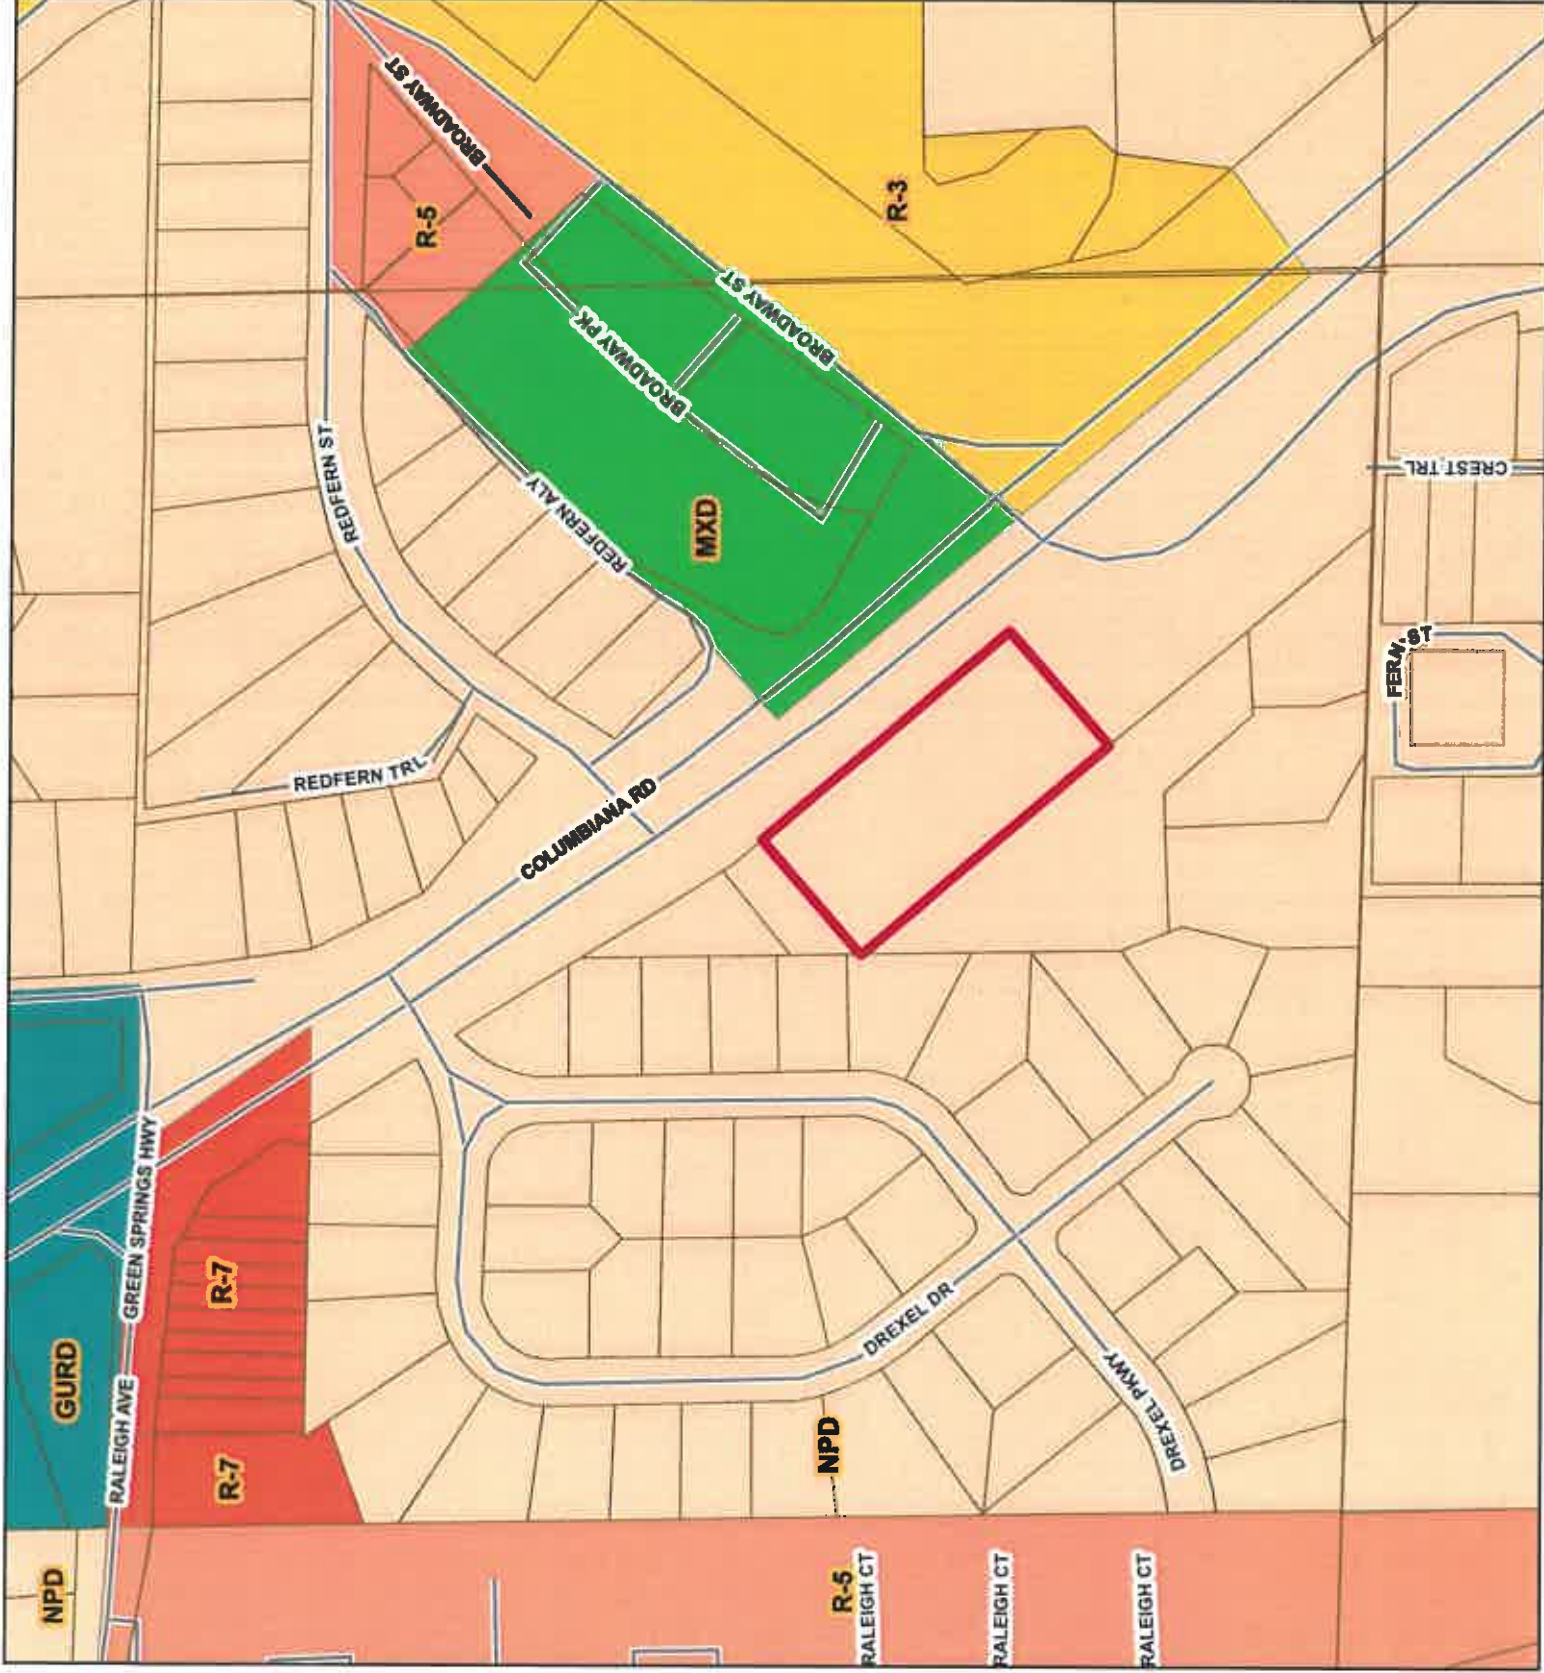 BROADWAY ST
R-5
R-3
BROADWAY PK
BROADWAY ST
REDFERN ST
REDFERN ALY
MXD
CREST TRL
FERN ST
REDFERN TRL
COLUMBIANA RD
GREEN SPRINGS HWY
R-7
GURD
RALEIGH AVE
DREXEL DR
DREXEL PKWY
NPD
R-7
NPD
R-5
RALEIGH CT
RALEIGH CT
RALEIGH CT